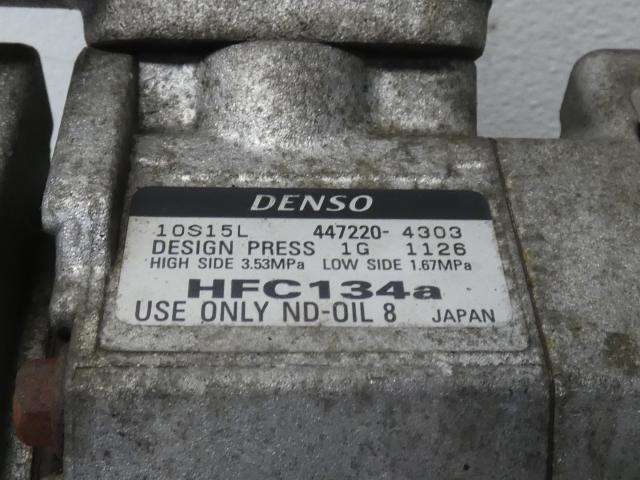 DENSO
10S15L 447220-4303
DESIGN PRESS 1G 1126
HIGH SIDE 3.53MPa LOW SIDE 1.67MPa
HFC134a
USE ONLY ND-OIL 8 JAPAN